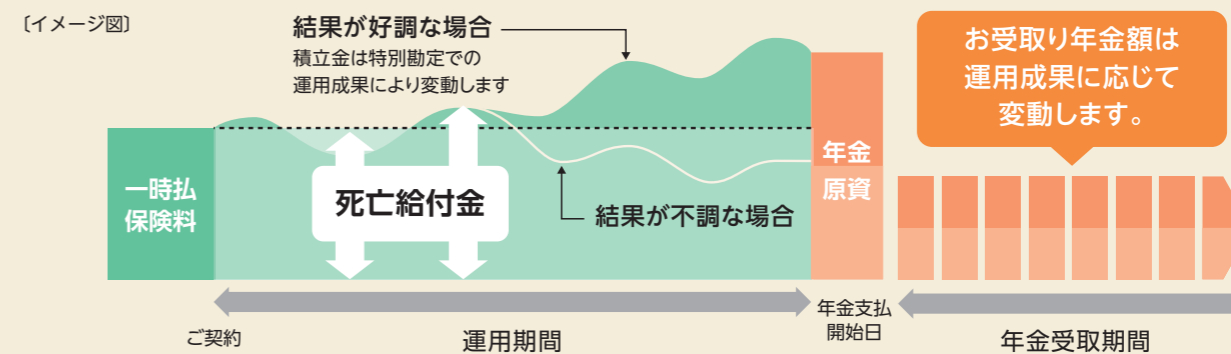 〔イメージ図〕
結果が好調な場合
積立金は特別勘定での
運用成果により変動します
お受取り年金額は
運用成果に応じて
変動します。
一時払
保険料
死亡給付金
結果が不調な場合
年金
原資
ご契約
運用期間
年金支払
開始日
年金受取期間